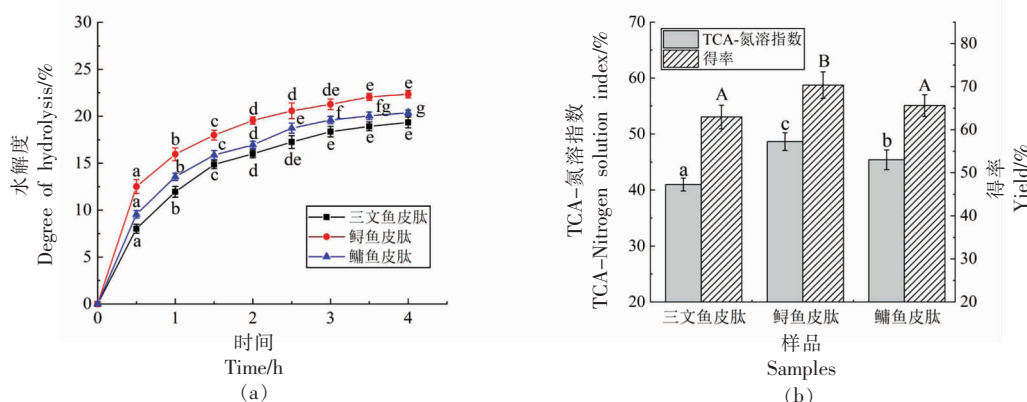 水解度
Degree of hydrolysis/%
30
25
20
15
10
5
0
a
b
c
d
d
de
e
e
a
b
c
d
e
f
fg
g
a
b
c
d
de
e
e
e
三文鱼皮肽
鲟鱼皮肽
鳙鱼皮肽
0 1 2 3 4
时间
Time/h
(a)
TCA-氮溶指数
TCA-Nitrogen solution index/%
70
60
50
40
30
20
TCA-氮溶指数
得率
a A
c B
b A
80
70
60
50
40
30
20
得率
Yield/%
三文鱼皮肽 鲟鱼皮肽 鳙鱼皮肽
样品
Samples
(b)